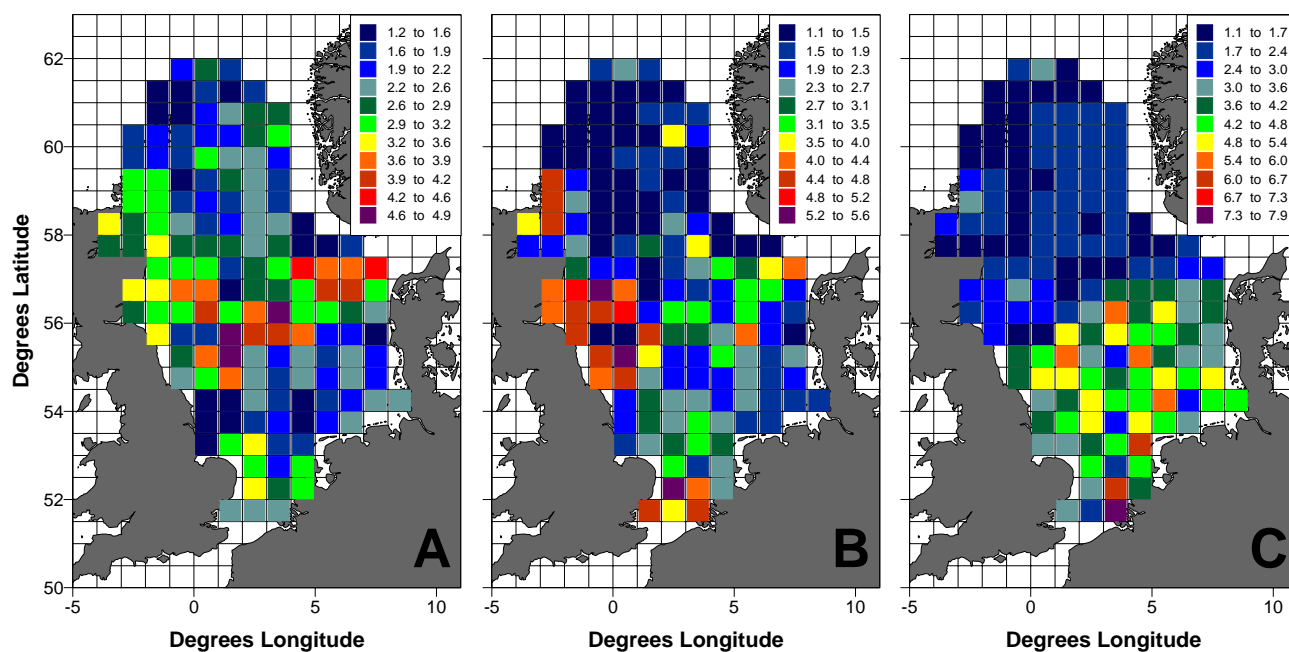 1.2 to 1.6
1.6 to 1.9
1.9 to 2.2
2.2 to 2.6
2.6 to 2.9
2.9 to 3.2
3.2 to 3.6
3.6 to 3.9
3.9 to 4.2
4.2 to 4.6
4.6 to 4.9
1.1 to 1.5
1.5 to 1.9
1.9 to 2.3
2.3 to 2.7
2.7 to 3.1
3.1 to 3.5
3.5 to 4.0
4.0 to 4.4
4.4 to 4.8
4.8 to 5.2
5.2 to 5.6
1.1 to 1.7
1.7 to 2.4
2.4 to 3.0
3.0 to 3.6
3.6 to 4.2
4.2 to 4.8
4.8 to 5.4
5.4 to 6.0
6.0 to 6.7
6.7 to 7.3
7.3 to 7.9
Degrees Latitude
62
60
58
56
54
52
50
A
B
C
-5 0 5 10
-5 0 5 10
-5 0 5 10
Degrees Longitude
Degrees Longitude
Degrees Longitude